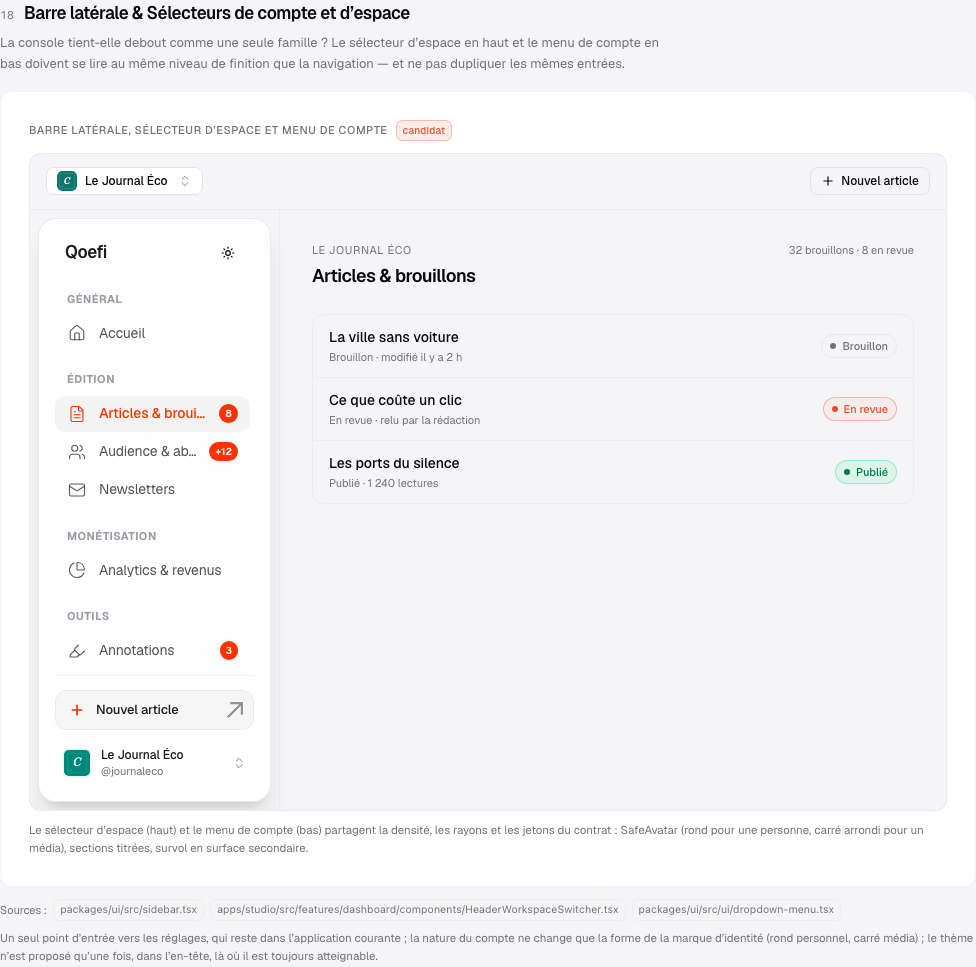 18 Barre latérale & Sélecteurs de compte et d’espace
La console tient-elle debout comme une seule famille ? Le sélecteur d’espace en haut et le menu de compte en
bas doivent se lire au même niveau de finition que la navigation — et ne pas dupliquer les mêmes entrées.
BARRE LATÉRALE, SÉLECTEUR D’ESPACE ET MENU DE COMPTE candidat
C Le Journal Éco
Nouvel article
Qoefi
GÉNÉRAL
Accueil
ÉDITION
Articles & broui... 8
Audience & ab... +12
Newsletters
MONÉTISATION
Analytics & revenus
OUTILS
Annotations 3
Nouvel article
C Le Journal Éco
@journaleco
LE JOURNAL ÉCO
32 brouillons · 8 en revue
Articles & brouillons
La ville sans voiture
Brouillon · modifié il y a 2 h
Brouillon
Ce que coûte un clic
En revue · relu par la rédaction
En revue
Les ports du silence
Publié · 1 240 lectures
Publié
Le sélecteur d’espace (haut) et le menu de compte (bas) partagent la densité, les rayons et les jetons du contrat : SafeAvatar (rond pour une personne, carré arrondi pour un
média), sections titrées, survol en surface secondaire.
Sources : packages/ui/src/sidebar.tsx apps/studio/src/features/dashboard/components/HeaderWorkspaceSwitcher.tsx packages/ui/src/ui/dropdown-menu.tsx
Un seul point d’entrée vers les réglages, qui reste dans l’application courante ; la nature du compte ne change que la forme de la marque d’identité (rond personnel, carré média) ; le thème
n’est proposé qu’une fois, dans l’en-tête, là où il est toujours atteignable.